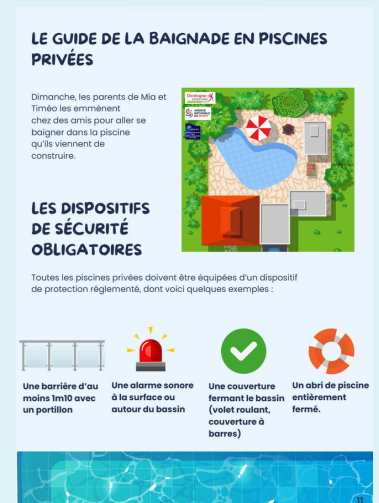 LE GUIDE DE LA BAIGNADE EN PISCINES
PRIVÉES
Dimanche, les parents de Mia et
Timéo les emmènent
chez des amis pour aller se
baigner dans la piscine
qu'ils viennent de
construire.
LES DISPOSITIFS
DE SÉCURITÉ
OBLIGATOIRES
Toutes les piscines privées doivent être équipées d'un dispositif
de protection réglementé, dont voici quelques exemples :
Une barrière d'au
moins 1m10 avec
un portillon
Une alarme sonore
à la surface ou
autour du bassin
Une couverture
fermant le bassin
(volet roulant,
couverture à
barres)
Un abri de piscine
entièrement
fermé.
11